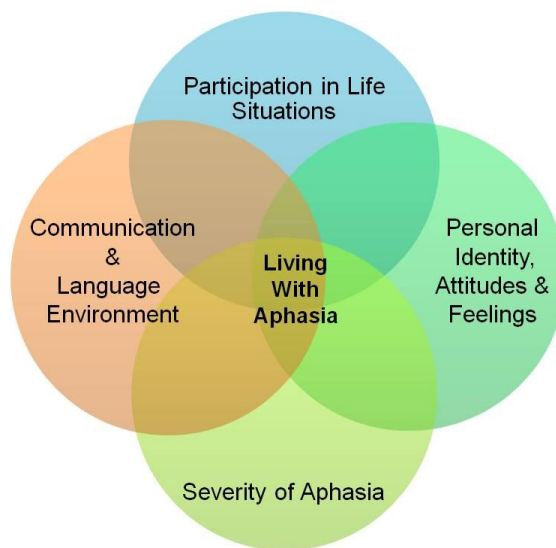 Participation in Life
Situations
Communication
&
Language
Environment
Living
With
Aphasia
Personal
Identity,
Attitudes &
Feelings
Severity of Aphasia